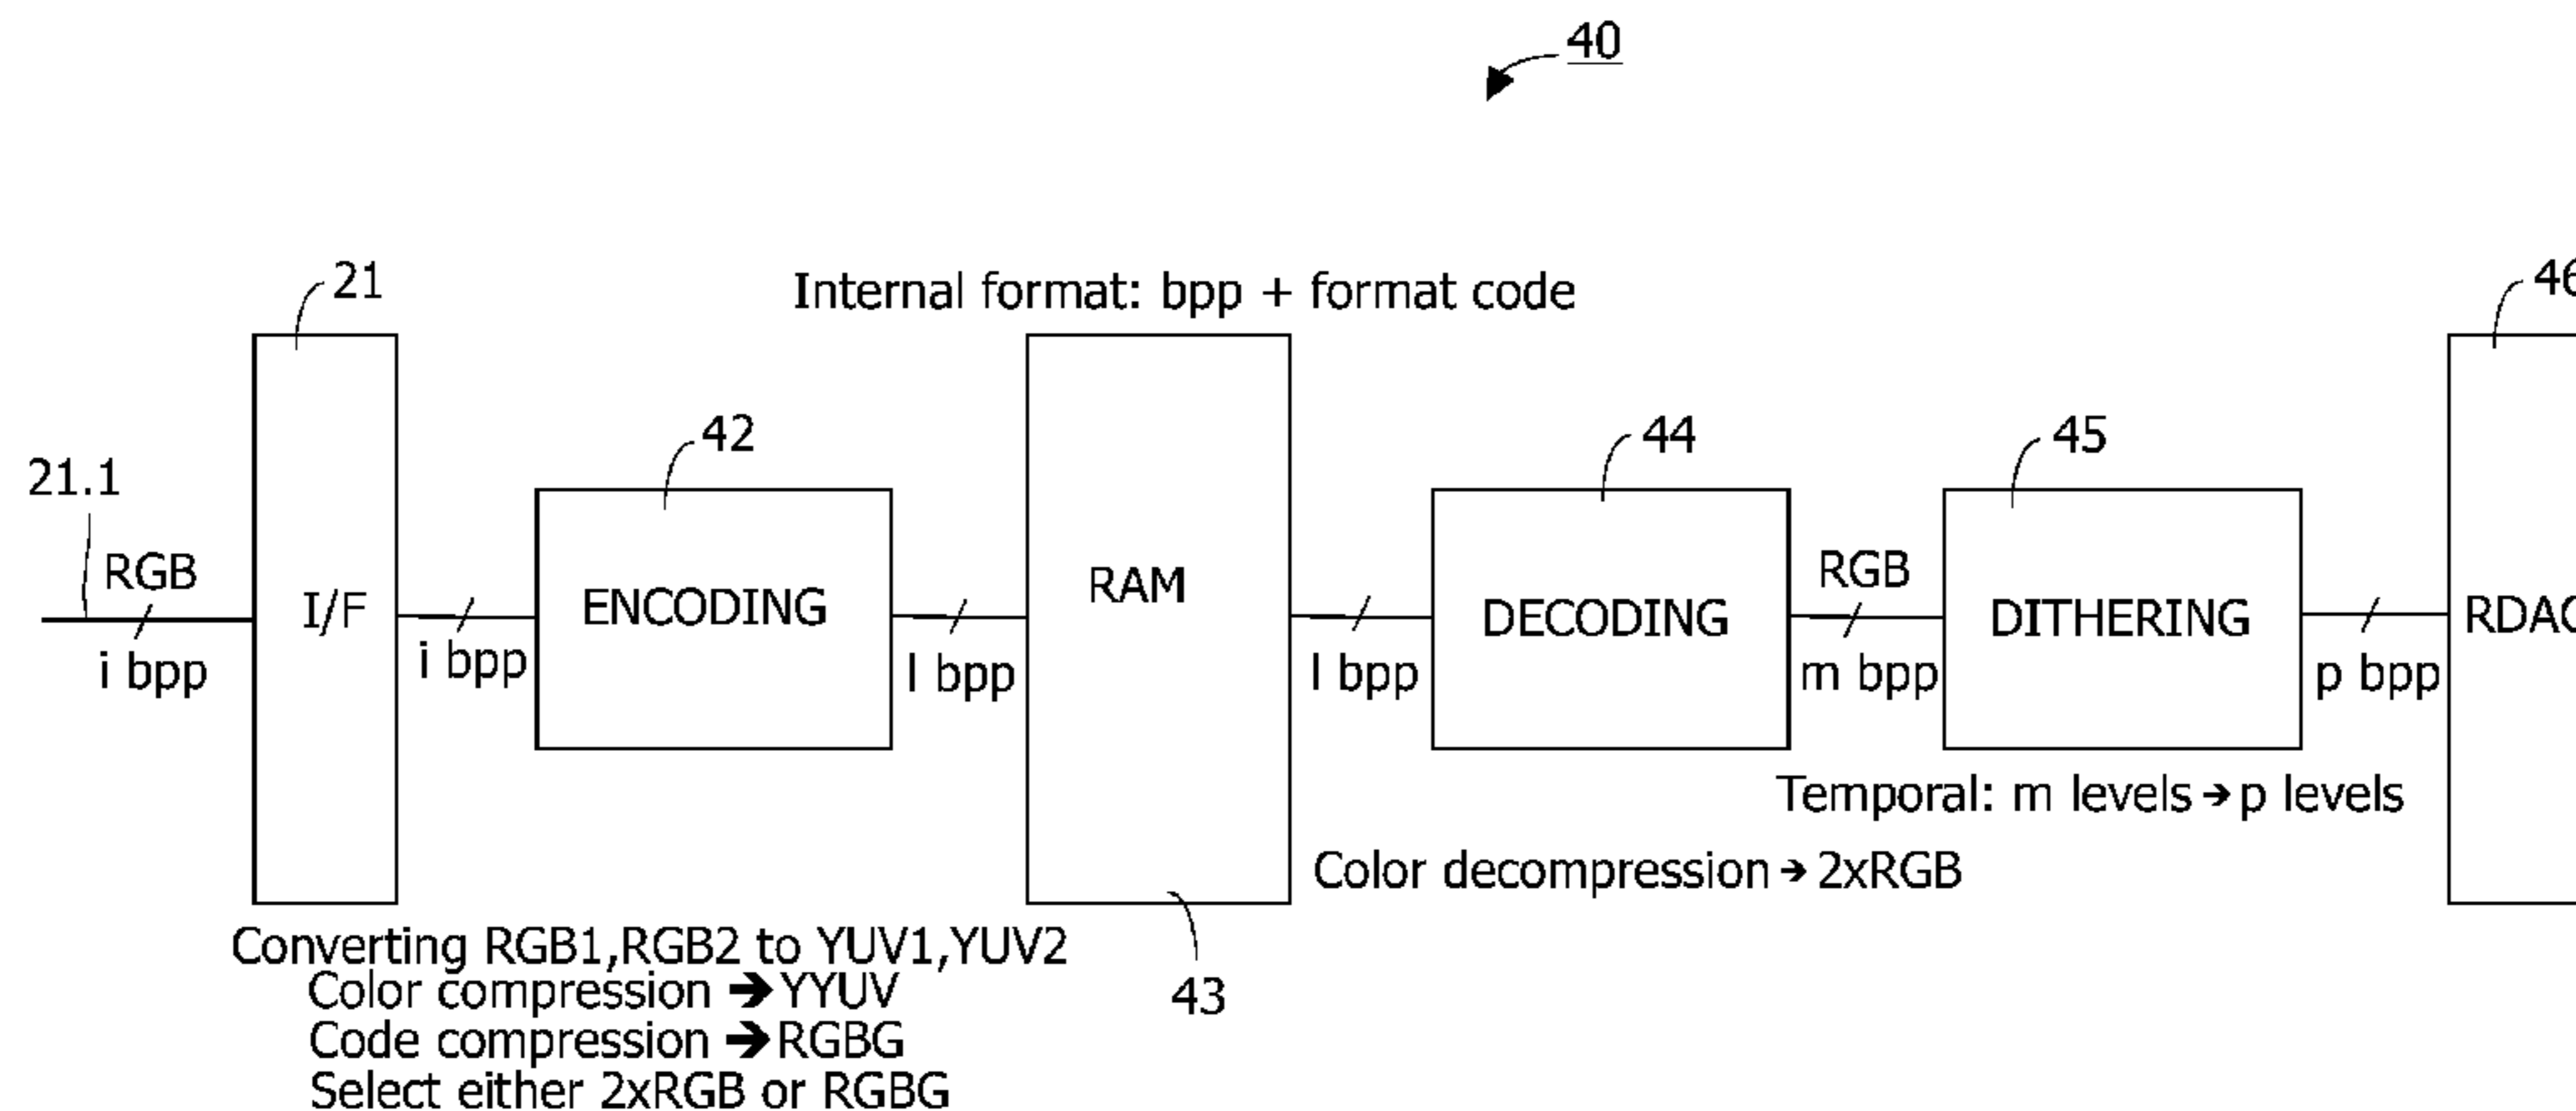 40
21
Internal format: bpp + format code
42
44
45
21.1
RGB
i bpp
I/F
i bpp
ENCODING
l bpp
RAM
l bpp
DECODING
RGB
m bpp
DITHERING
p bpp
Temporal: m levels➔p levels
Color decompression➔2xRGB
43
Converting RGB1,RGB2 to YUV1,YUV2
Color compression ➔YYUV
Code compression ➔RGBG
Select either 2xRGB or RGBG